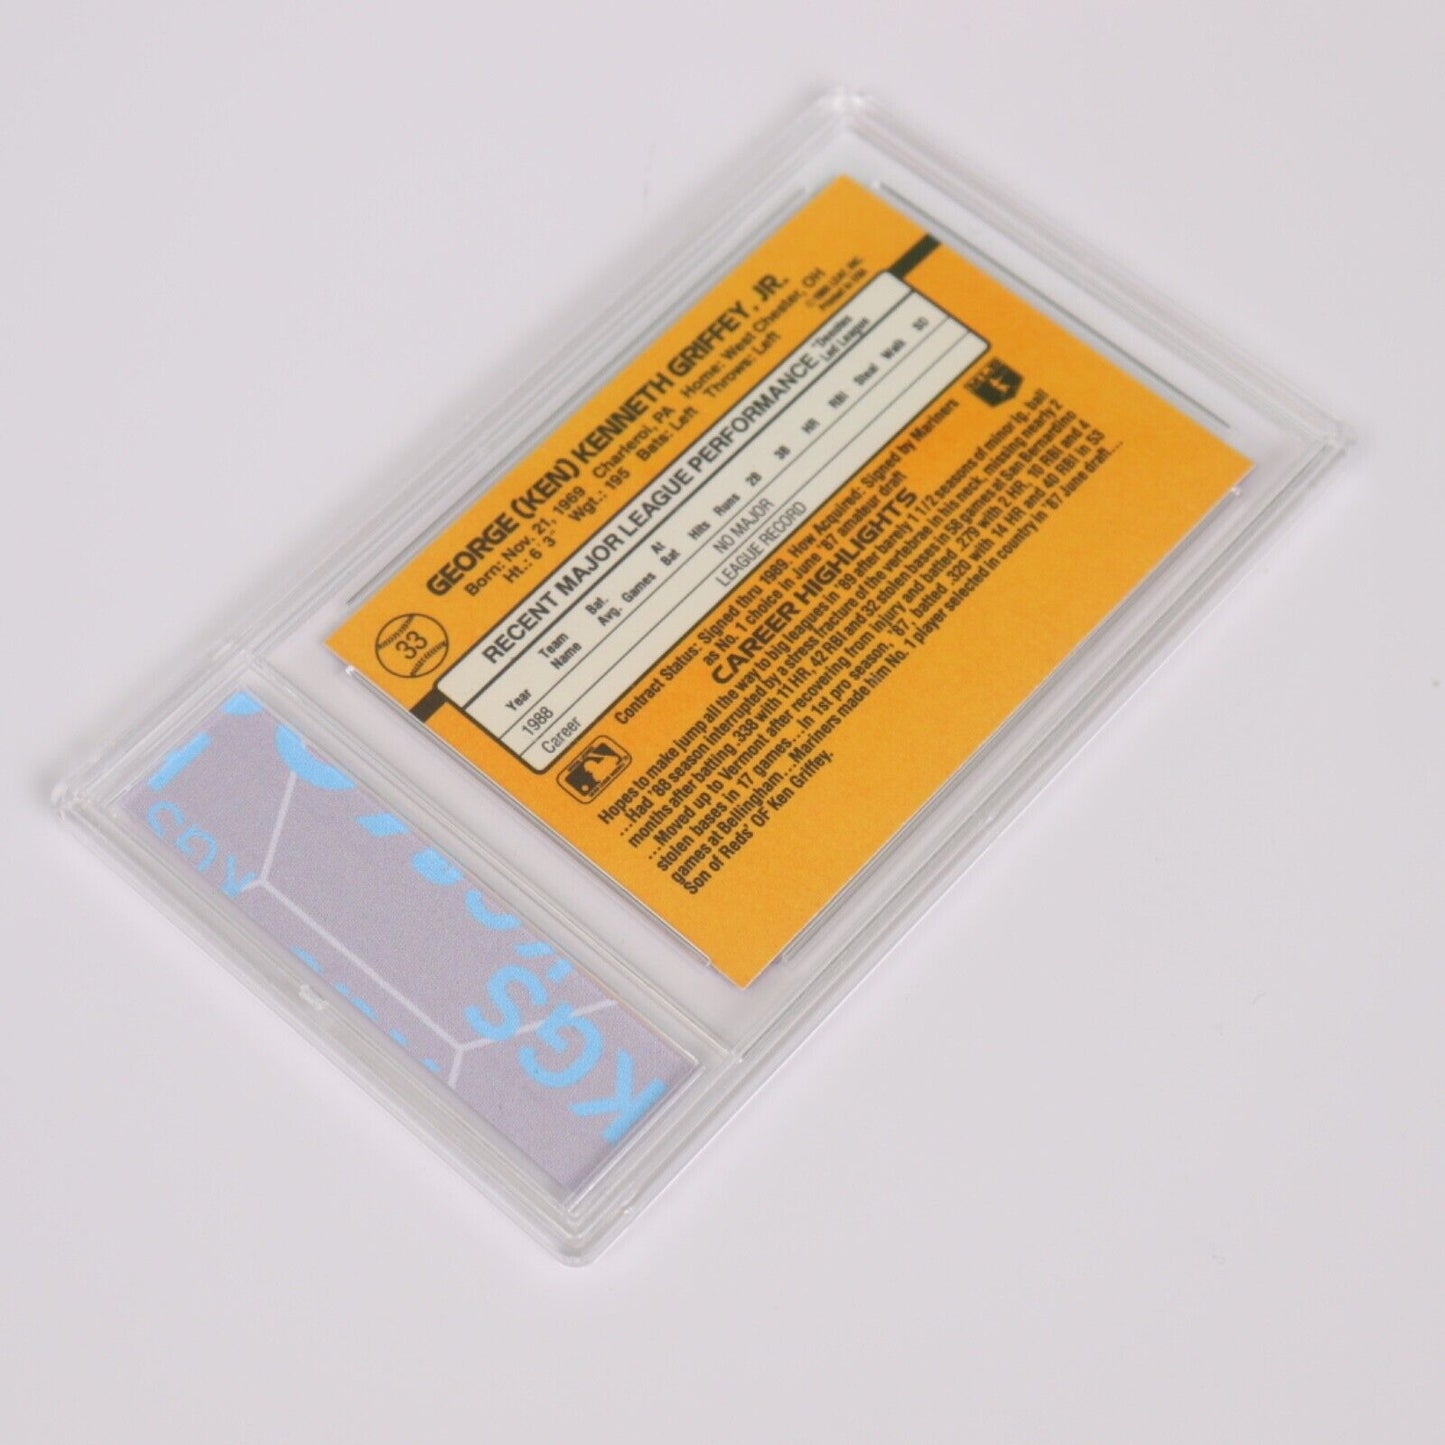 33
GEORGE (KEN) KENNETH GRIFFEY, JR.
Born: Nov. 21, 1969 Charleroi, PA Home: West Chester, OH
Ht.: 6' 3" Wgt.: 195 Bats: Left Throws: Left
© 1988 LEAF, INC.
Printed in USA
RECENT MAJOR LEAGUE PERFORMANCE *Denotes Led League
Year Team Name Bat. Avg. Games At Bat Hits Runs 2B 3B HR RBI Steal Walk SO
1988 NO MAJOR
Career LEAGUE RECORD
Contract Status: Signed thru 1989. How Acquired: Signed by Mariners
as No. 1 choice in June '87 amateur draft
CAREER HIGHLIGHTS
Hopes to make jump all the way to big leagues in '89 after barely 1 1/2 seasons of minor lg. ball
...Had '88 season interrupted by a stress fracture of the vertebrae in his neck, missing nearly 2
months after batting .338 with 11 HR, 42 RBI and 32 stolen bases in 58 games at San Bernardino
...Moved up to Vermont after recovering from injury and batted .279 with 2 HR, 10 RBI and 4
stolen bases in 17 games...In 1st pro season, '87, batted .320 with 14 HR and 40 RBI in 53
games at Bellingham...Mariners made him No. 1 player selected in country in '87 June draft...
Son of Reds' OF Ken Griffey.
KGS
KGS